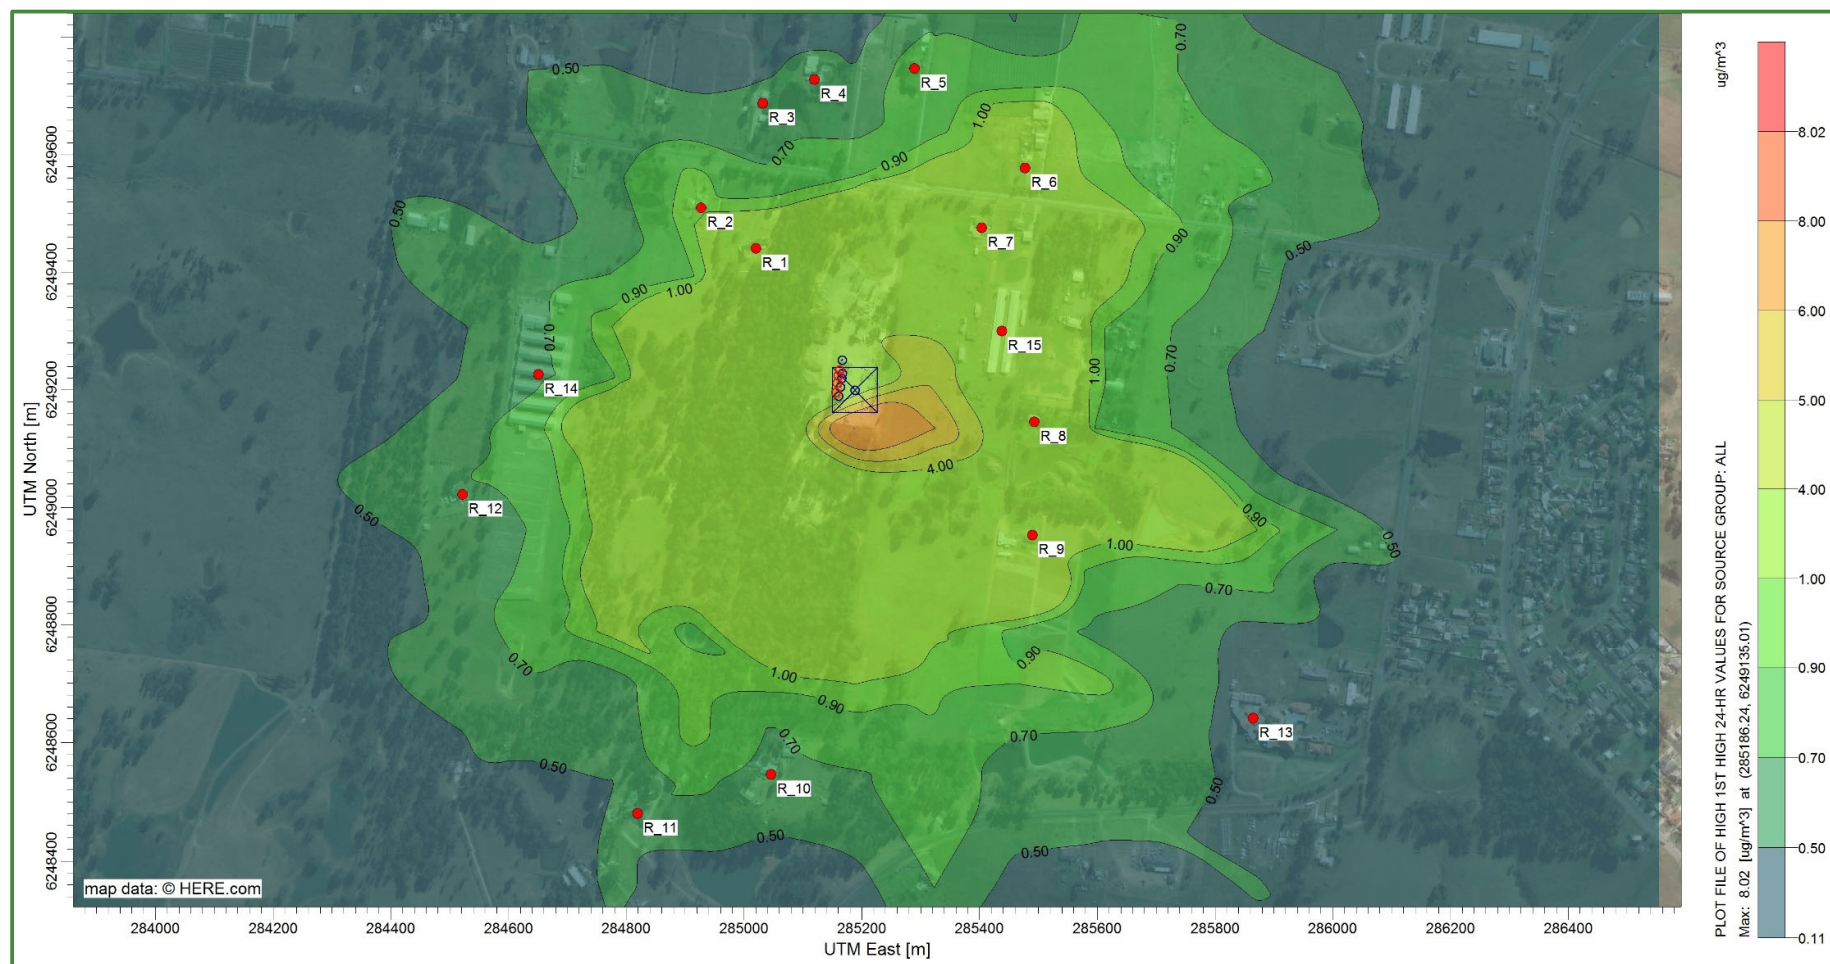 0.50
0.70
R_5
R_4
R_3
1.00
0.70
0.90
R_6
0.50
R_2
R_7
0.90
0.50
R_1
0.90
1.00
0.70
R_15
0.70
1.00
R_14
R_8
4.00
R_12
0.50
0.90
1.00
R_9
0.50
0.70
0.90
0.70
1.00
0.90
0.70
0.70
R_13
0.50
R_10
0.50
R_11
0.50
0.50
map data: © HERE.com
UTM North [m]
6249600
6249400
6249200
6249000
6248800
6248600
6248400
284000 284200 284400 284600 284800 285000 285200 285400 285600 285800 286000 286200 286400
UTM East [m]
PLOT FILE OF HIGH 1ST HIGH 24-HR VALUES FOR SOURCE GROUP: ALL
Max: 8.02 [ug/m^3] at (285186.24, 6249135.01)
ug/m^3
8.02
8.00
6.00
5.00
4.00
1.00
0.90
0.70
0.50
0.11